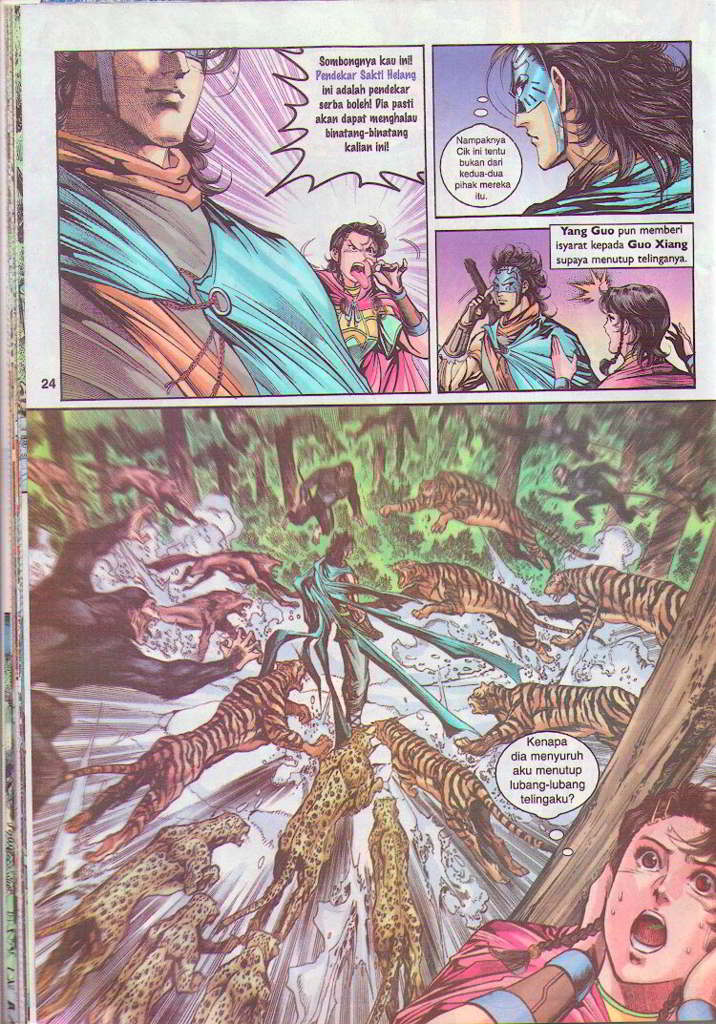 Sombongnya kau ini!
Pendekar Sakti Helang
ini adalah pendekar
serba boleh! Dia pasti
akan dapat menghalau
binatang-binatang
kalian ini!
Nampaknya
Cik ini tentu
bukan dari
kedua-dua
pihak mereka
itu.
Yang Guo pun memberi
isyarat kepada Guo Xiang
supaya menutup telinganya.
24
Kenapa
dia menyuruh
aku menutup
lubang-lubang
telingaku?